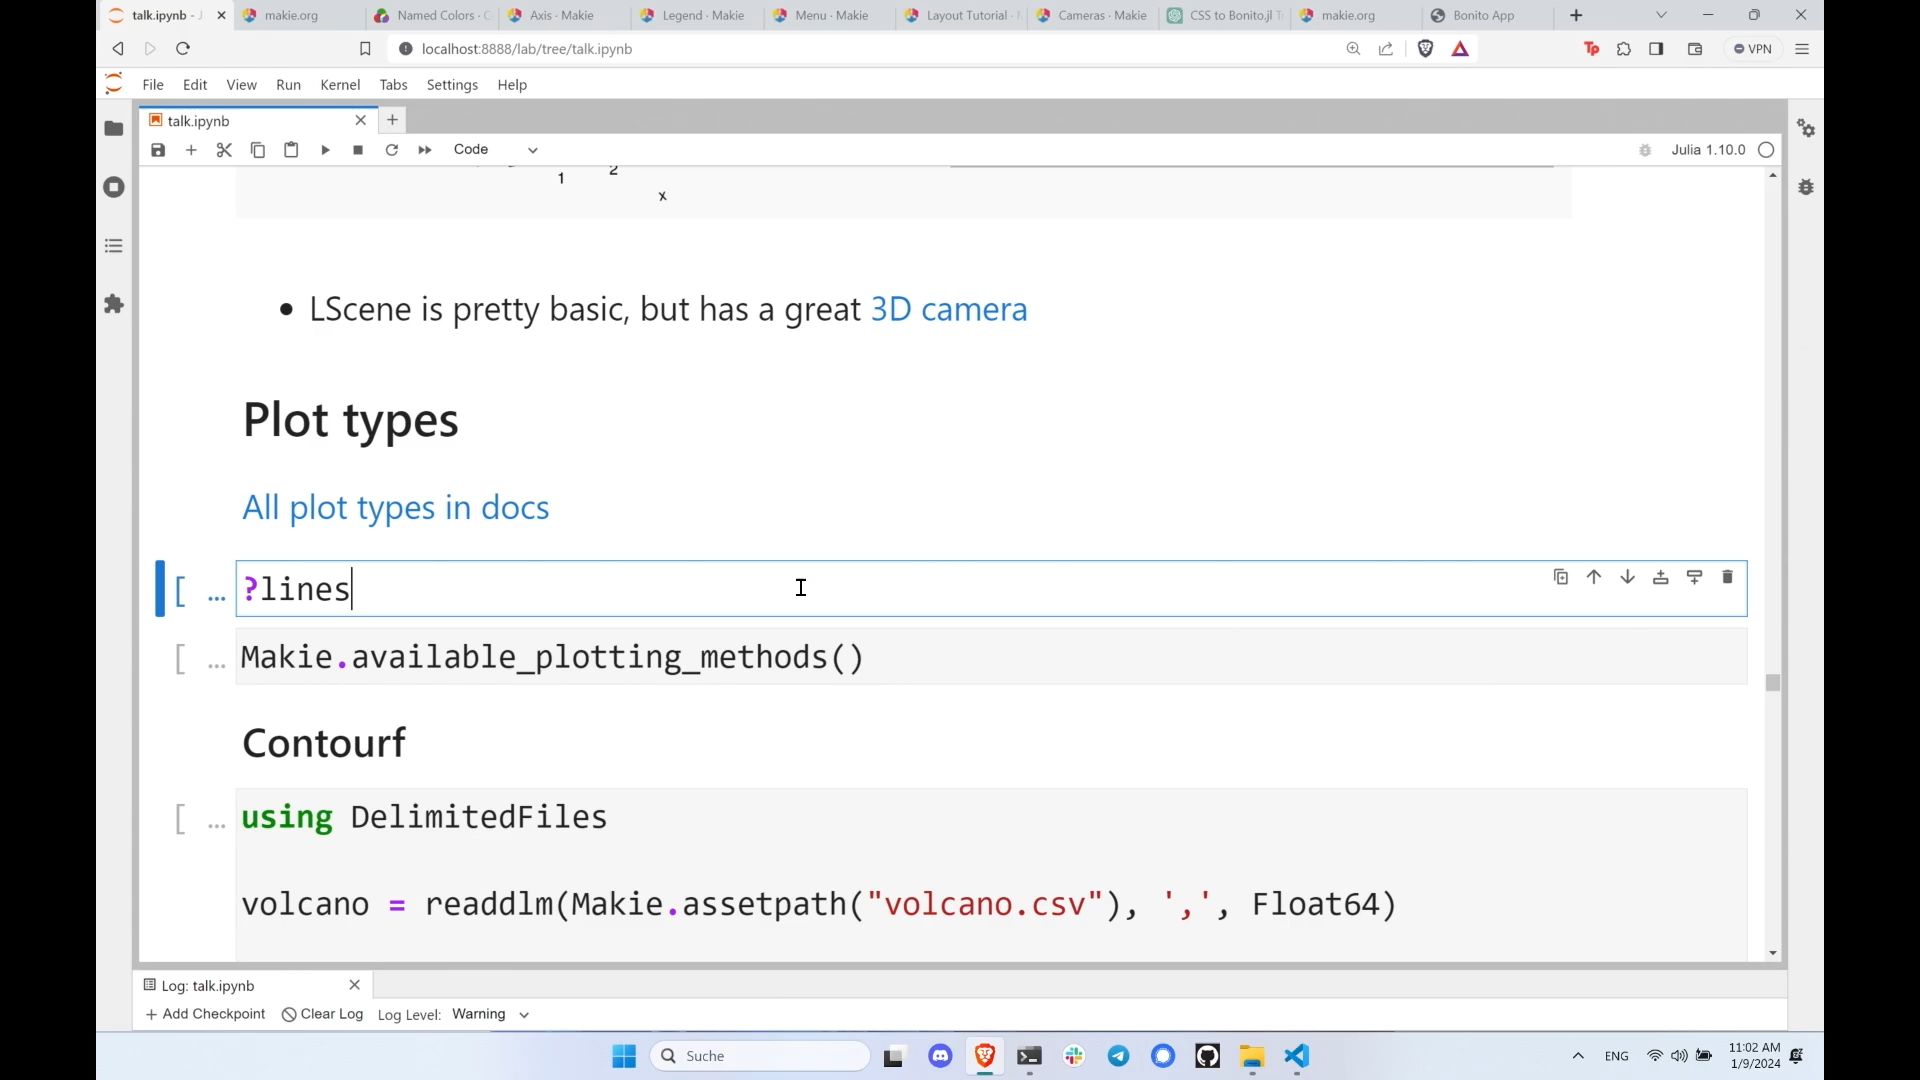 talk.ipynb - J
makie.org
Named Colors - C
Axis · Makie
Legend · Makie
Menu · Makie
Layout Tutorial ·
Cameras · Makie
CSS to Bonito.jl T
makie.org
Bonito App
localhost:8888/lab/tree/talk.ipynb
VPN
File Edit View Run Kernel Tabs Settings Help
talk.ipynb
Code
Julia 1.10.0
1 2
x
• LScene is pretty basic, but has a great 3D camera
Plot types
All plot types in docs
[ … ?lines
[ … Makie.available_plotting_methods()
Contourf
[ … using DelimitedFiles
volcano = readdlm(Makie.assetpath("volcano.csv"), ',', Float64)
Log: talk.ipynb
+ Add Checkpoint Clear Log Log Level: Warning
Suche
ENG
11:02 AM
1/9/2024